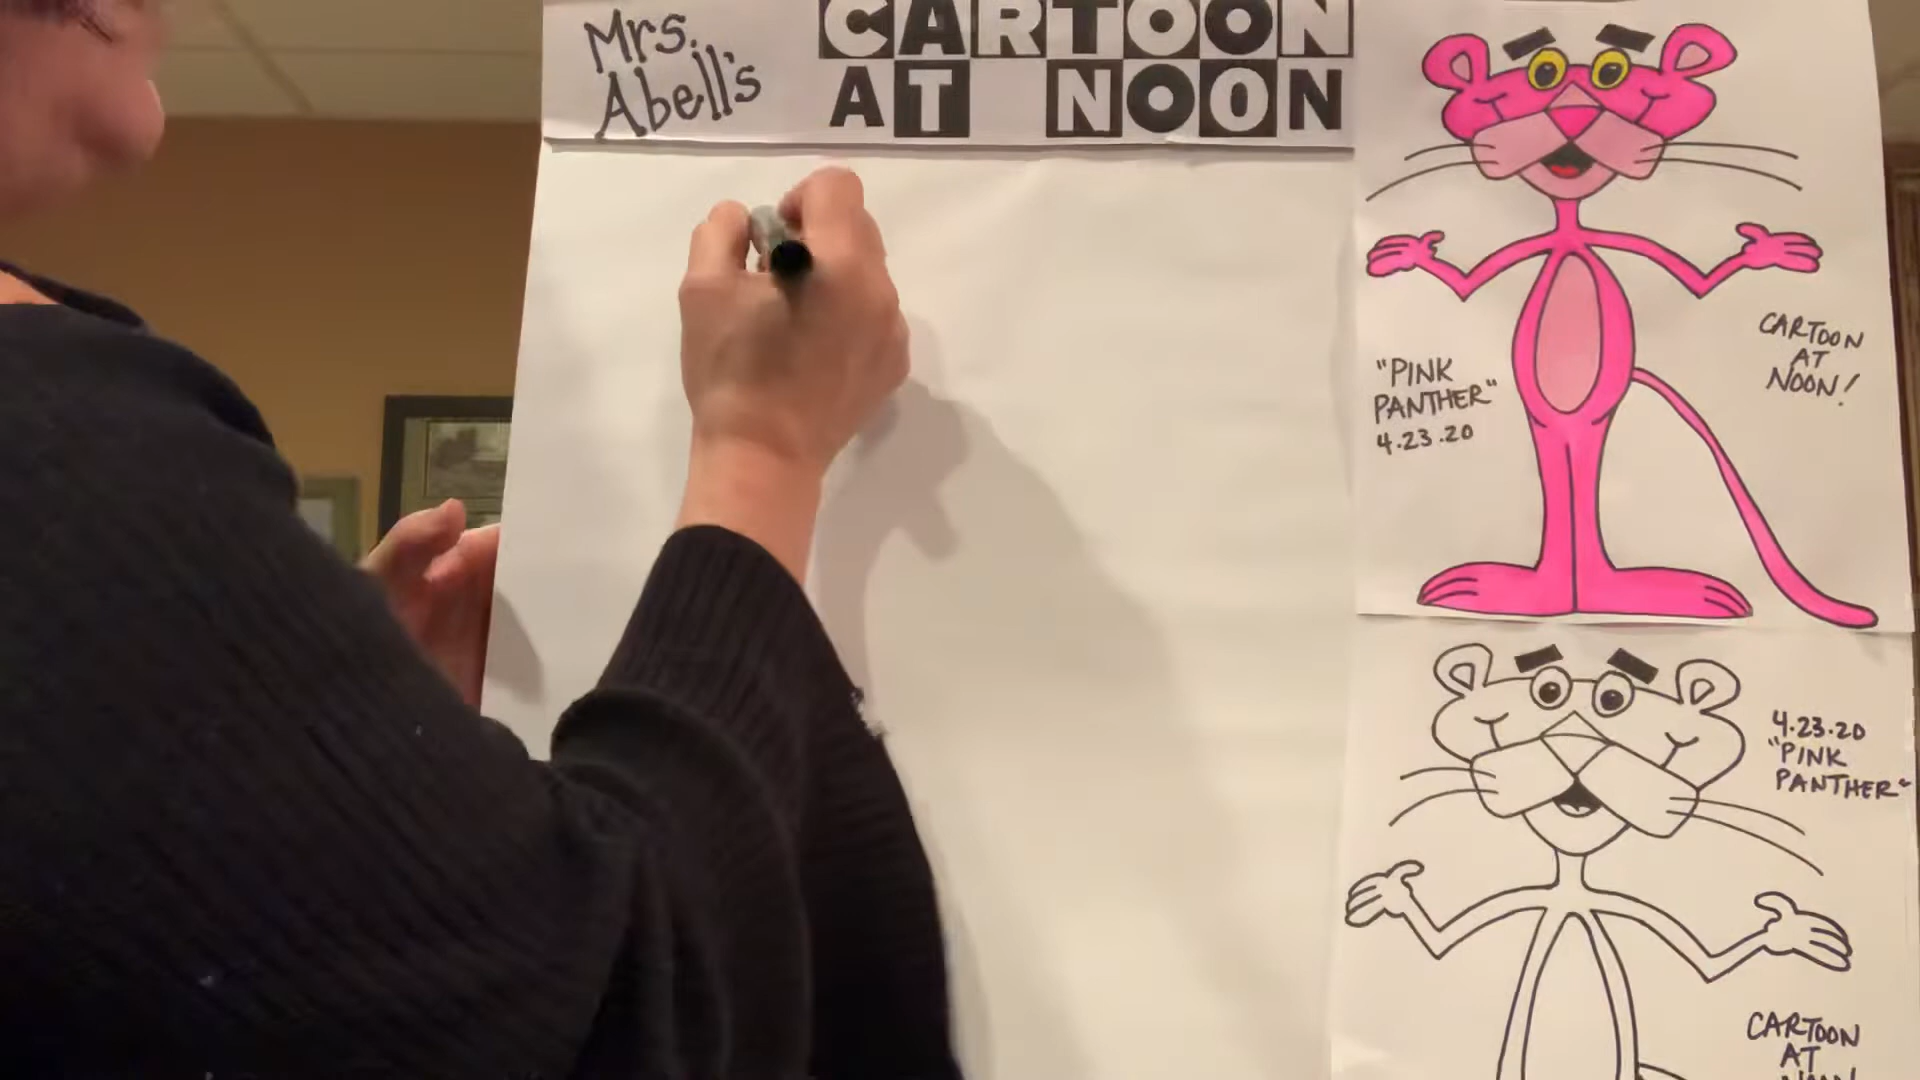 Mrs.
Abell's
CARTOON
AT NOON
"PINK
PANTHER"
4.23.20
CARTOON
AT
NOON!
4.23.20
"PINK
PANTHER"
CARTOON
AT